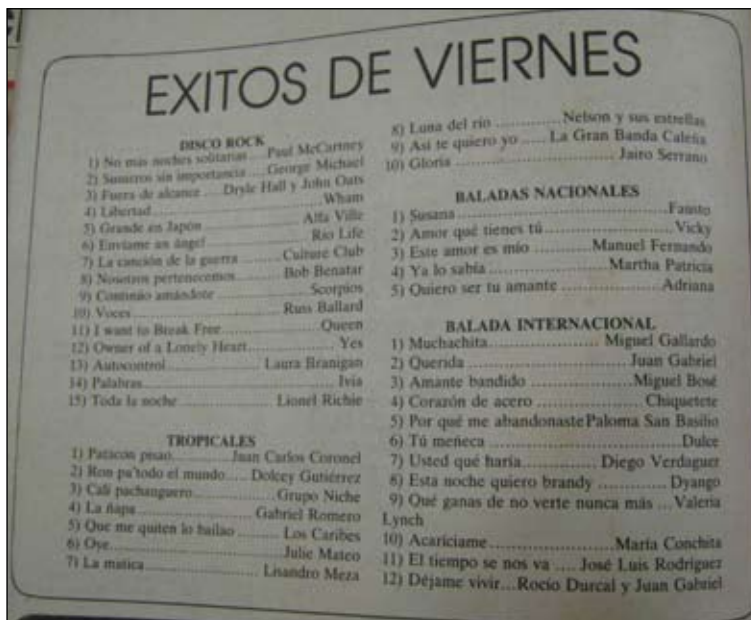 EXITOS DE VIERNES
DISCO ROCK
1) No mas noches solitarias....Paul McCartney
2) Susurros sin importancia....George Michael
3) Fuera de alcance....Dryle Hall y John Oats
4) Libertad....Wham
5) Grande en Japón....Alfa Ville
6) Envíame un ángel....Rio Life
7) La canción de la guerra....Culture Club
8) Nosotros pertenecemos....Bob Benatar
9) Continúo amándote....Scorpios
10) Voces....Russ Ballard
11) I want to Break Free....Queen
12) Owner of a Lonely Heart....Yes
13) Autocontrol....Laura Branigan
14) Palabras....Ivia
15) Toda la noche....Lionel Richie
TROPICALES
1) Patacón pisao....Juan Carlos Coronel
2) Ron pa'todo el mundo....Dolcey Gutiérrez
3) Cali pachanguero....Grupo Niche
4) La ñapa....Gabriel Romero
5) Que me quiten lo bailao....Los Caribes
6) Oye....Julie Mateo
7) La matica....Lisandro Meza
8) Luna del río....Nelson y sus estrellas
9) Asi te quiero yo....La Gran Banda Caleña
10) Gloria....Jairo Serrano
BALADAS NACIONALES
1) Susana....Fausto
2) Amor qué tienes tú....Vicky
3) Este amor es mío....Manuel Fernando
4) Ya lo sabía....Martha Patricia
5) Quiero ser tu amante....Adriana
BALADA INTERNACIONAL
1) Muchachita....Miguel Gallardo
2) Querida....Juan Gabriel
3) Amante bandido....Miguel Bosé
4) Corazón de acero....Chiquetete
5) Por qué me abandonaste Paloma San Basilio
6) Tú meñeca....Dulce
7) Usted qué haría....Diego Verdaguer
8) Esta noche quiero brandy....Dyango
9) Qué ganas de no verte nunca más ...Valeria
Lynch
10) Acaríciame....María Conchita
11) El tiempo se nos va ....José Luis Rodríguez
12) Déjame vivir...Rocío Durcal y Juan Gabriel